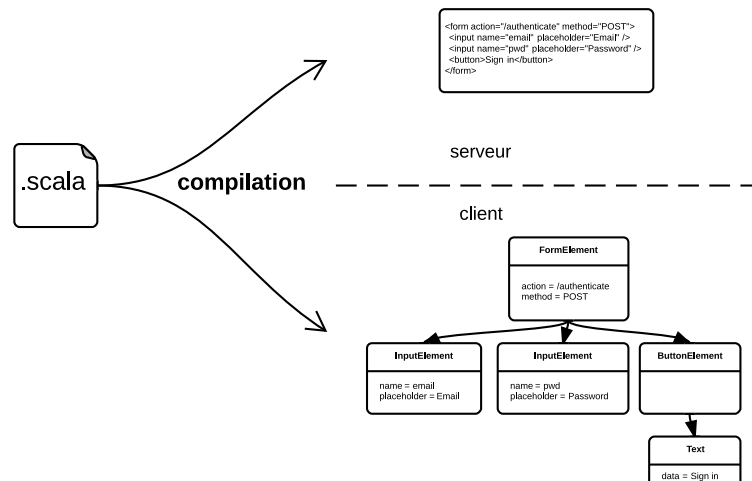 <form action="/authenticate" method="POST">
<input name="email" placeholder="Email" />
<input name="pwd" placeholder="Password" />
<button>Sign in</button>
</form>
serveur
.scala
compilation
client
FormElement
action = /authenticate
method = POST
InputElement
name = email
placeholder = Email
InputElement
name = pwd
placeholder = Password
ButtonElement
Text
data = Sign in